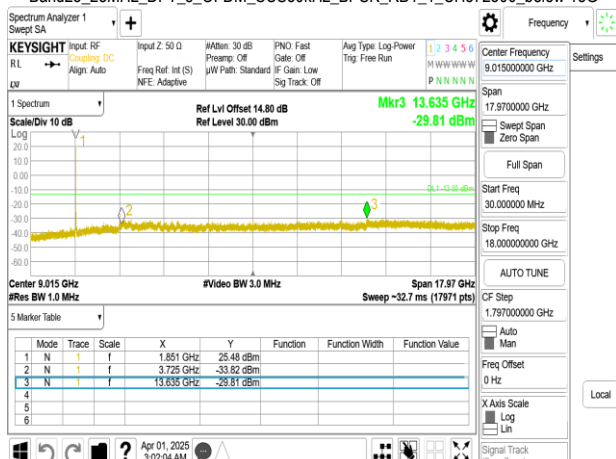 Spectrum Analyzer 1
Swept SA
Frequency
KEYSIGHT
Input: RF
Coupling: DC
Align: Auto
Input Z: 50 Ω
Freq Ref: Int (S)
NFE: Adaptive
#Atten: 30 dB
Preamp: Off
µW Path: Standard
PNO: Fast
Gate: Off
IF Gain: Low
Sig Track: Off
Avg Type: Log-Power
Trig: Free Run
1 2 3 4 5 6
M W W W W W
P N N N N N
RL
LXI
1 Spectrum
Scale/Div 10 dB
Log
Ref Lvl Offset 14.80 dB
Ref Level 30.00 dBm
Mkr3 13.635 GHz
-29.81 dBm
20.0
10.0
0.00
-10.0
-20.0
-30.0
-40.0
-50.0
-60.0
1
2
3
DL1 -13.00 dBm
Center 9.015 GHz
#Video BW 3.0 MHz
Span 17.97 GHz
#Res BW 1.0 MHz
Sweep ~32.7 ms (17971 pts)
5 Marker Table
Mode Trace Scale X Y Function Function Width Function Value
1 N 1 f 1.851 GHz 25.48 dBm
2 N 1 f 3.725 GHz -33.82 dBm
3 N 1 f 13.635 GHz -29.81 dBm
4
5
6
Apr 01, 2025
3:02:04 AM
Center Frequency
9.015000000 GHz
Settings
Span
17.9700000 GHz
Swept Span
Zero Span
Full Span
Start Freq
30.000000 MHz
Stop Freq
18.000000000 GHz
AUTO TUNE
CF Step
1.797000000 GHz
Auto
Man
Freq Offset
0 Hz
Local
X Axis Scale
Log
Lin
Signal Track